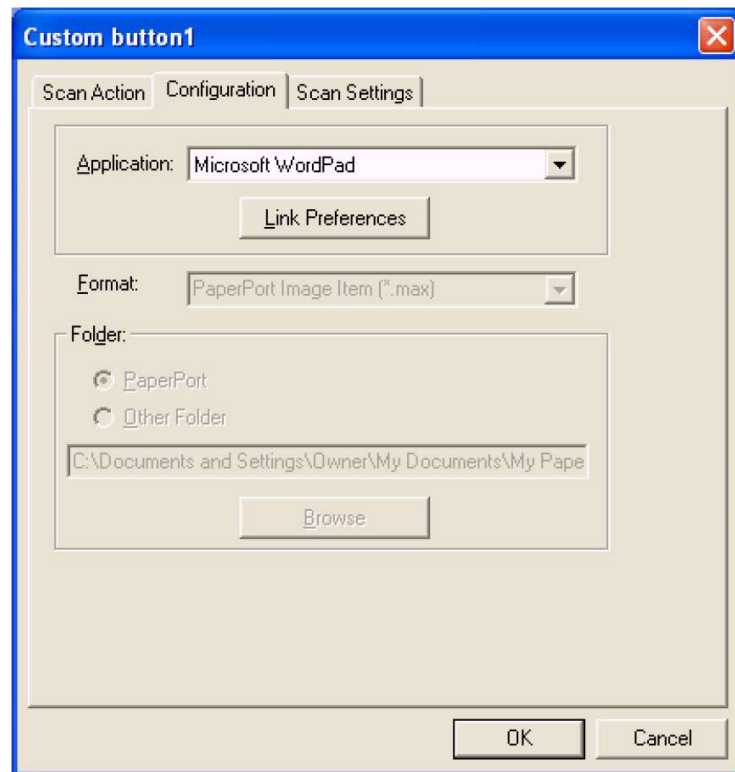 Custom button1
Scan Action Configuration Scan Settings
Application: Microsoft WordPad
Link Preferences
Format: PaperPort Image Item (*.max)
Folder:
PaperPort
Other Folder
C:\Documents and Settings\Owner\My Documents\My Pape
Browse
OK Cancel